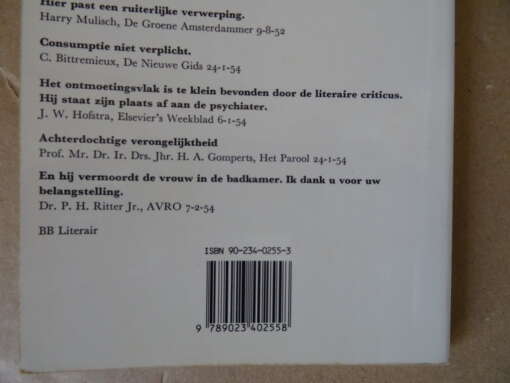 Hier past een ruiterlijke verwerping.
Harry Mulisch, De Groene Amsterdammer 9-8-52
Consumptie niet verplicht.
C. Bittremieux, De Nieuwe Gids 24-1-54
Het ontmoetingsvlak is te klein bevonden door de literaire criticus.
Hij staat zijn plaats af aan de psychiater.
J. W. Hofstra, Elsevier's Weekblad 6-1-54
Achterdochtige verongelijktheid
Prof. Mr. Dr. Ir. Drs. Jhr. H. A. Gomperts, Het Parool 24-1-54
En hij vermoordt de vrouw in de badkamer. Ik dank u voor uw
belangstelling.
Dr. P. H. Ritter Jr., AVRO 7-2-54
BB Literair
ISBN 90-234-0255-3
9 789023 402558